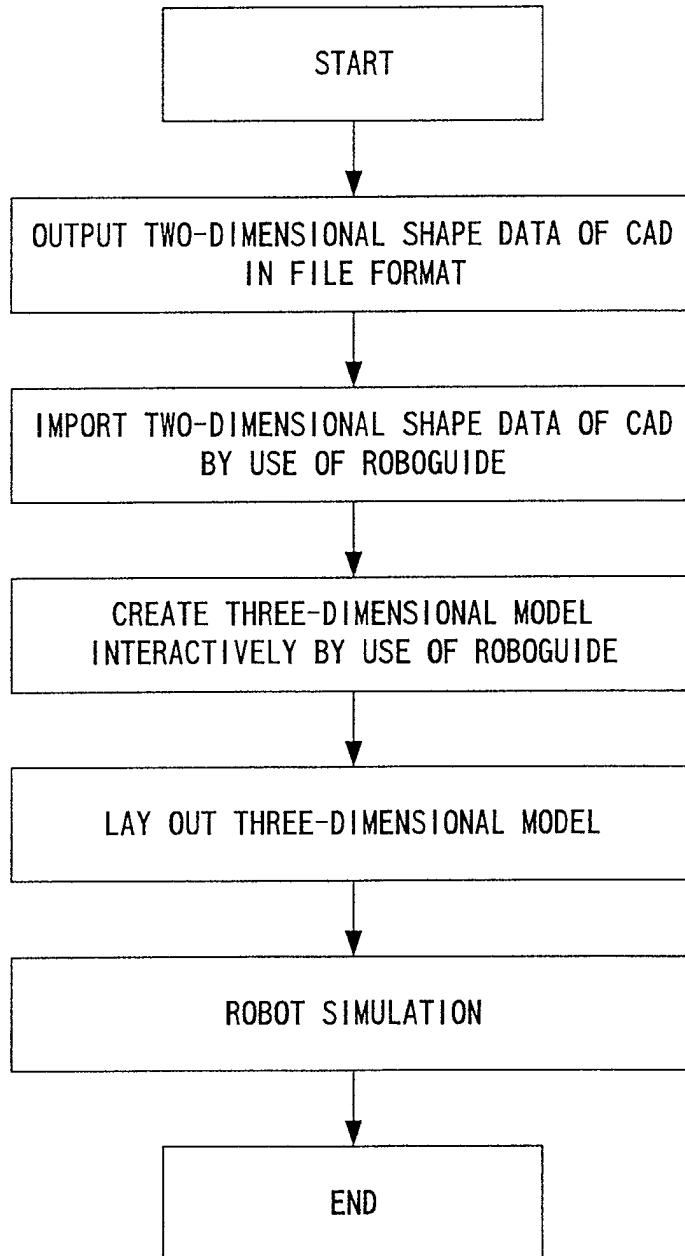 START
OUTPUT TWO-DIMENSIONAL SHAPE DATA OF CAD
IN FILE FORMAT
IMPORT TWO-DIMENSIONAL SHAPE DATA OF CAD
BY USE OF ROBOGUIDE
CREATE THREE-DIMENSIONAL MODEL
INTERACTIVELY BY USE OF ROBOGUIDE
LAY OUT THREE-DIMENSIONAL MODEL
ROBOT SIMULATION
END